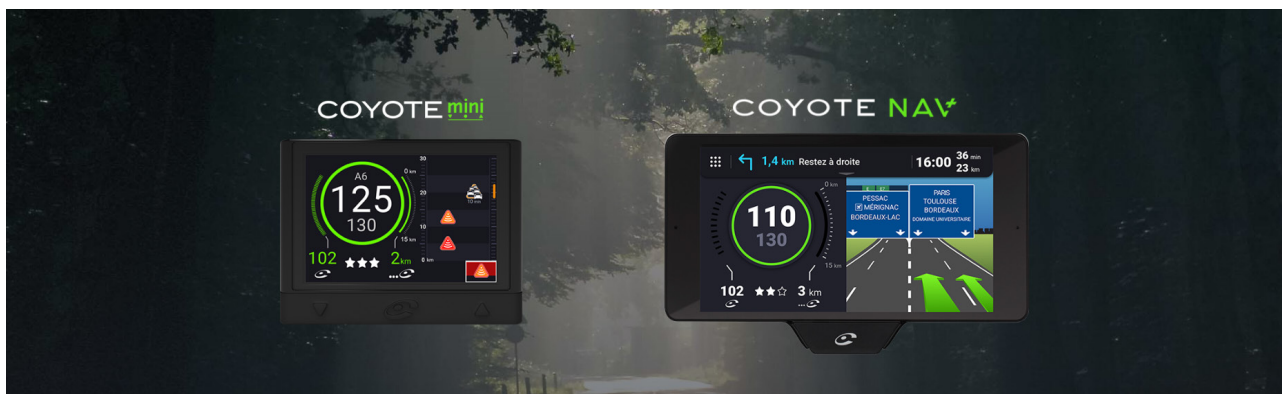 COYOTE mini
COYOTE NAV+
A6
125
130
102
2km
30
20
10
0 km
0 km
15 km
10 km
1,4 km Restez à droite
16:00
36 min
23 km
110
130
0 km
15 km
102
3 km
PESSAC
MÉRIGNAC
BORDEAUX-LAC
PARIS
TOULOUSE
BORDEAUX
DOMAINE UNIVERSITAIRE